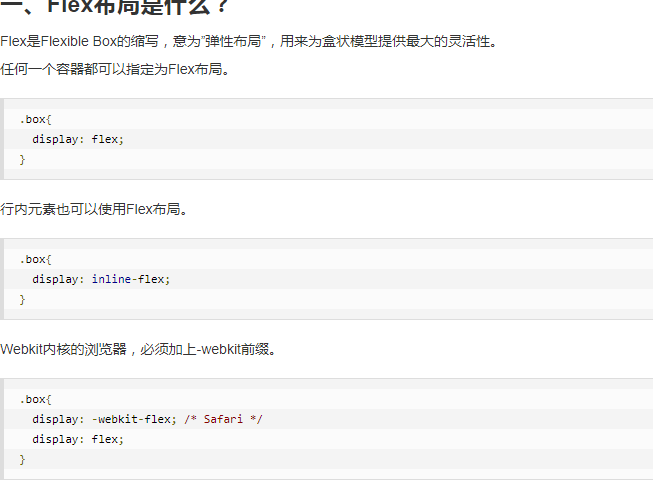 一、Flex布局是什么？
Flex是Flexible Box的缩写，意为”弹性布局”，用来为盒状模型提供最大的灵活性。
任何一个容器都可以指定为Flex布局。
.box{
  display: flex;
}
行内元素也可以使用Flex布局。
.box{
  display: inline-flex;
}
Webkit内核的浏览器，必须加上-webkit前缀。
.box{
  display: -webkit-flex; /* Safari */
  display: flex;
}